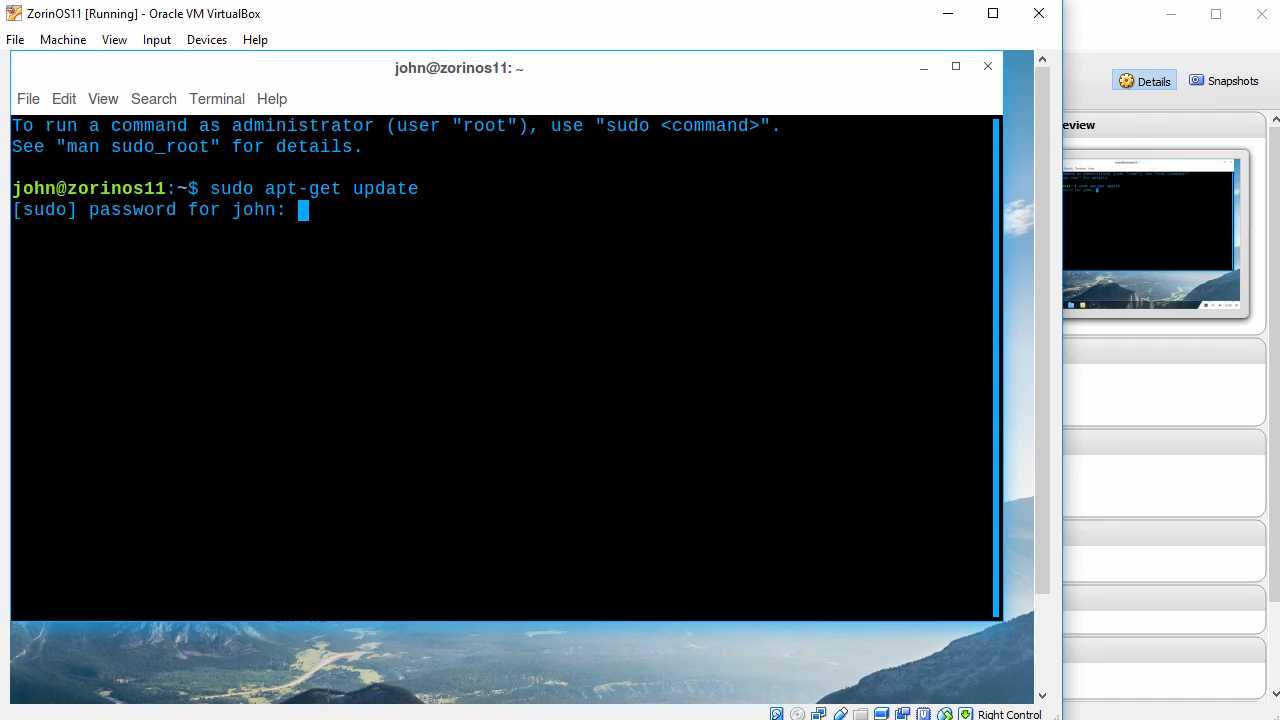 ZorinOS11 [Running] - Oracle VM VirtualBox
File Machine View Input Devices Help
john@zorinos11: ~
File Edit View Search Terminal Help
To run a command as administrator (user "root"), use "sudo <command>".
See "man sudo_root" for details.
john@zorinos11:~$ sudo apt-get update
[sudo] password for john:
Details Snapshots
eview
Right Control